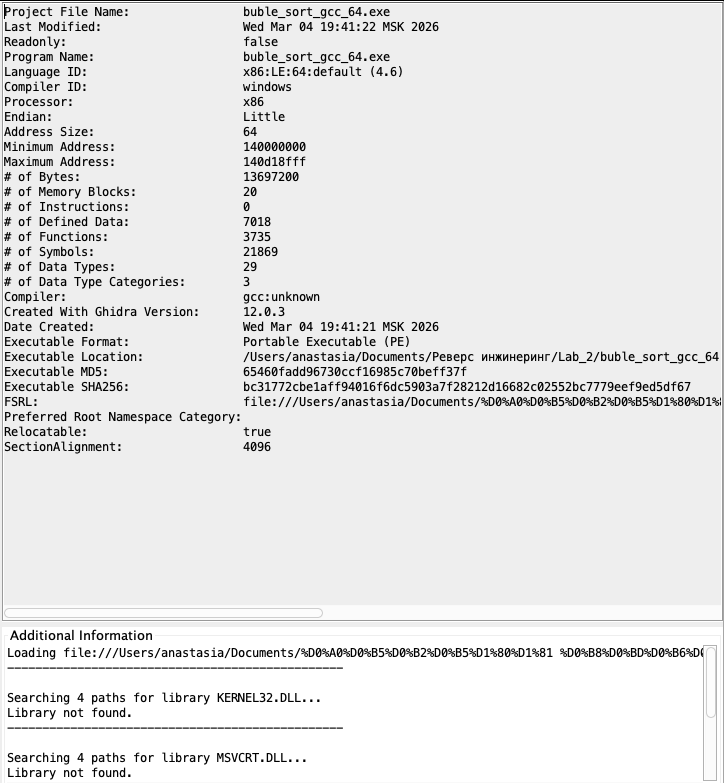 Project File Name: buble_sort_gcc_64.exe
Last Modified: Wed Mar 04 19:41:22 MSK 2026
Readonly: false
Program Name: buble_sort_gcc_64.exe
Language ID: x86:LE:64:default (4.6)
Compiler ID: windows
Processor: x86
Endian: Little
Address Size: 64
Minimum Address: 140000000
Maximum Address: 140d18fff
# of Bytes: 13697200
# of Memory Blocks: 20
# of Instructions: 0
# of Defined Data: 7018
# of Functions: 3735
# of Symbols: 21869
# of Data Types: 29
# of Data Type Categories: 3
Compiler: gcc:unknown
Created With Ghidra Version: 12.0.3
Date Created: Wed Mar 04 19:41:21 MSK 2026
Executable Format: Portable Executable (PE)
Executable Location: /Users/anastasia/Documents/Реверс инжинеринг/Lab_2/buble_sort_gcc_64
Executable MD5: 65460fadd96730ccf16985c70beff37f
Executable SHA256: bc31772cbe1aff94016f6dc5903a7f28212d16682c02552bc7779eef9ed5df67
FSRL: file:///Users/anastasia/Documents/%D0%A0%D0%B5%D0%B2%D0%B5%D1%80%D1%8
Preferred Root Namespace Category:
Relocatable: true
SectionAlignment: 4096
Additional Information
Loading file:///Users/anastasia/Documents/%D0%A0%D0%B5%D0%B2%D0%B5%D1%80%D1%81 %D0%B8%D0%BD%D0%B6%D0
------------------------------------------------
Searching 4 paths for library KERNEL32.DLL...
Library not found.
------------------------------------------------
Searching 4 paths for library MSVCRT.DLL...
Library not found.